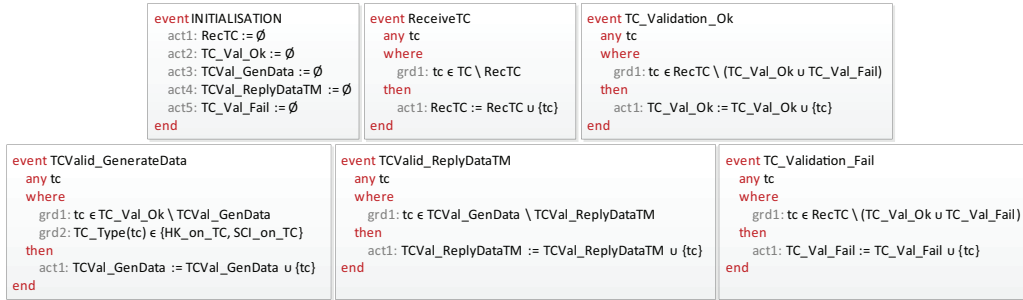 event INITIALISATION
act1: RecTC := Ø
act2: TC_Val_Ok := Ø
act3: TCVal_GenData := Ø
act4: TCVal_ReplyDataTM := Ø
act5: TC_Val_Fail := Ø
end
event ReceiveTC
any tc
where
grd1: tc ϵ TC \ RecTC
then
act1: RecTC := RecTC ∪ {tc}
end
event TC_Validation_Ok
any tc
where
grd1: tc ϵ RecTC \ (TC_Val_Ok ∪ TC_Val_Fail)
then
act1: TC_Val_Ok := TC_Val_Ok ∪ {tc}
end
event TCValid_GenerateData
any tc
where
grd1: tc ϵ TC_Val_Ok \ TCVal_GenData
grd2: TC_Type(tc) ϵ {HK_on_TC, SCI_on_TC}
then
act1: TCVal_GenData := TCVal_GenData ∪ {tc}
end
event TCValid_ReplyDataTM
any tc
where
grd1: tc ϵ TCVal_GenData \ TCVal_ReplyDataTM
then
act1: TCVal_ReplyDataTM := TCVal_ReplyDataTM ∪ {tc}
end
event TC_Validation_Fail
any tc
where
grd1: tc ϵ RecTC \ (TC_Val_Ok ∪ TC_Val_Fail)
then
act1: TC_Val_Fail := TC_Val_Fail ∪ {tc}
end